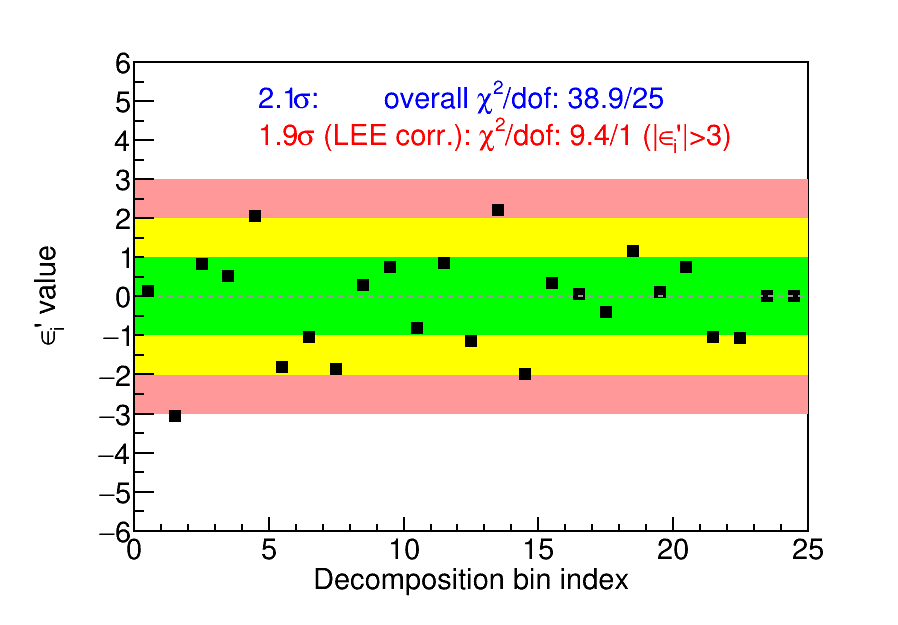 2.1σ: overall χ²/dof: 38.9/25
1.9σ (LEE corr.): χ²/dof: 9.4/1 (|ϵᵢ'|>3)
6
5
4
3
2
1
0
−1
−2
−3
−4
−5
−6
ϵᵢ' value
0 5 10 15 20 25
Decomposition bin index